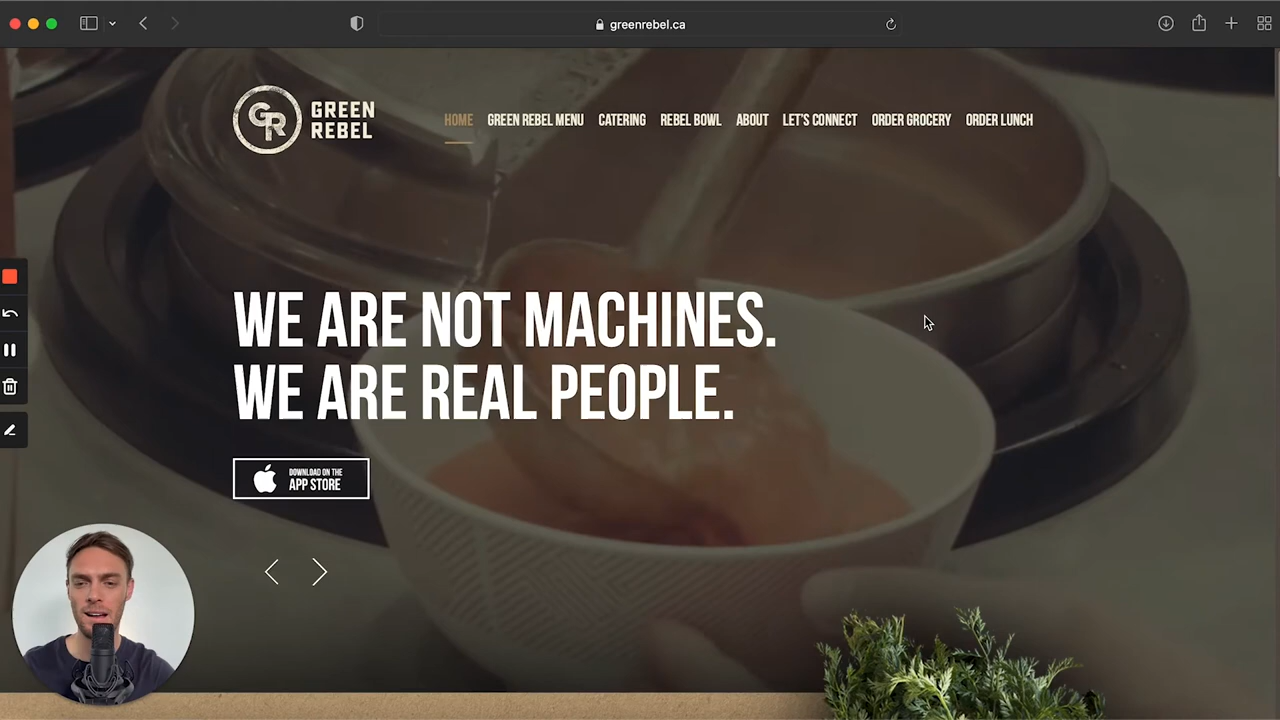 greenrebel.ca
GR
GREEN
REBEL
HOME GREEN REBEL MENU CATERING REBEL BOWL ABOUT LET'S CONNECT ORDER GROCERY ORDER LUNCH
WE ARE NOT MACHINES.
WE ARE REAL PEOPLE.
DOWNLOAD ON THE
APP STORE